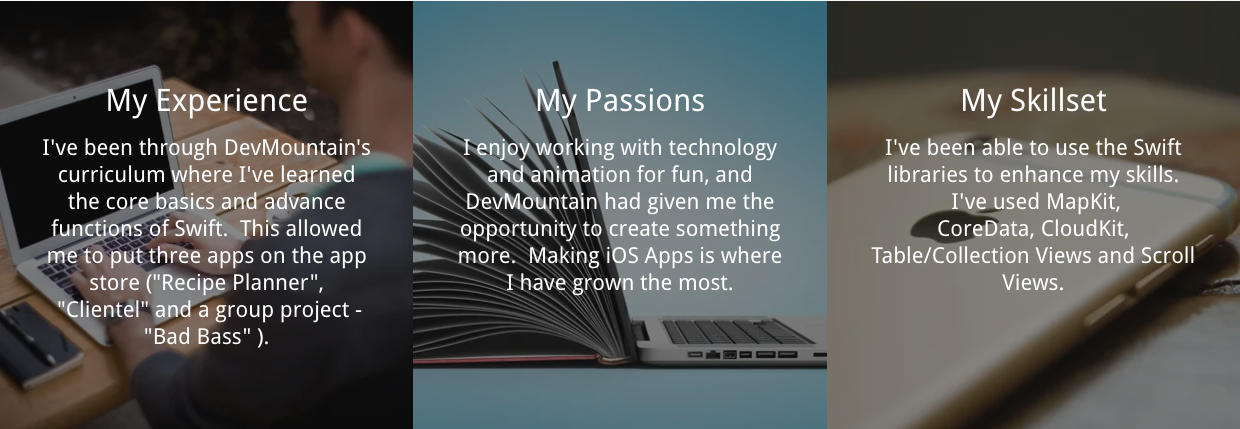 My Experience
I've been through DevMountain's
curriculum where I've learned
the core basics and advance
functions of Swift.  This allowed
me to put three apps on the app
store ("Recipe Planner",
"Clientel" and a group project -
"Bad Bass" ).
My Passions
I enjoy working with technology
and animation for fun, and
DevMountain had given me the
opportunity to create something
more.  Making iOS Apps is where
I have grown the most.
My Skillset
I've been able to use the Swift
libraries to enhance my skills.
I've used MapKit,
CoreData, CloudKit,
Table/Collection Views and Scroll
Views.